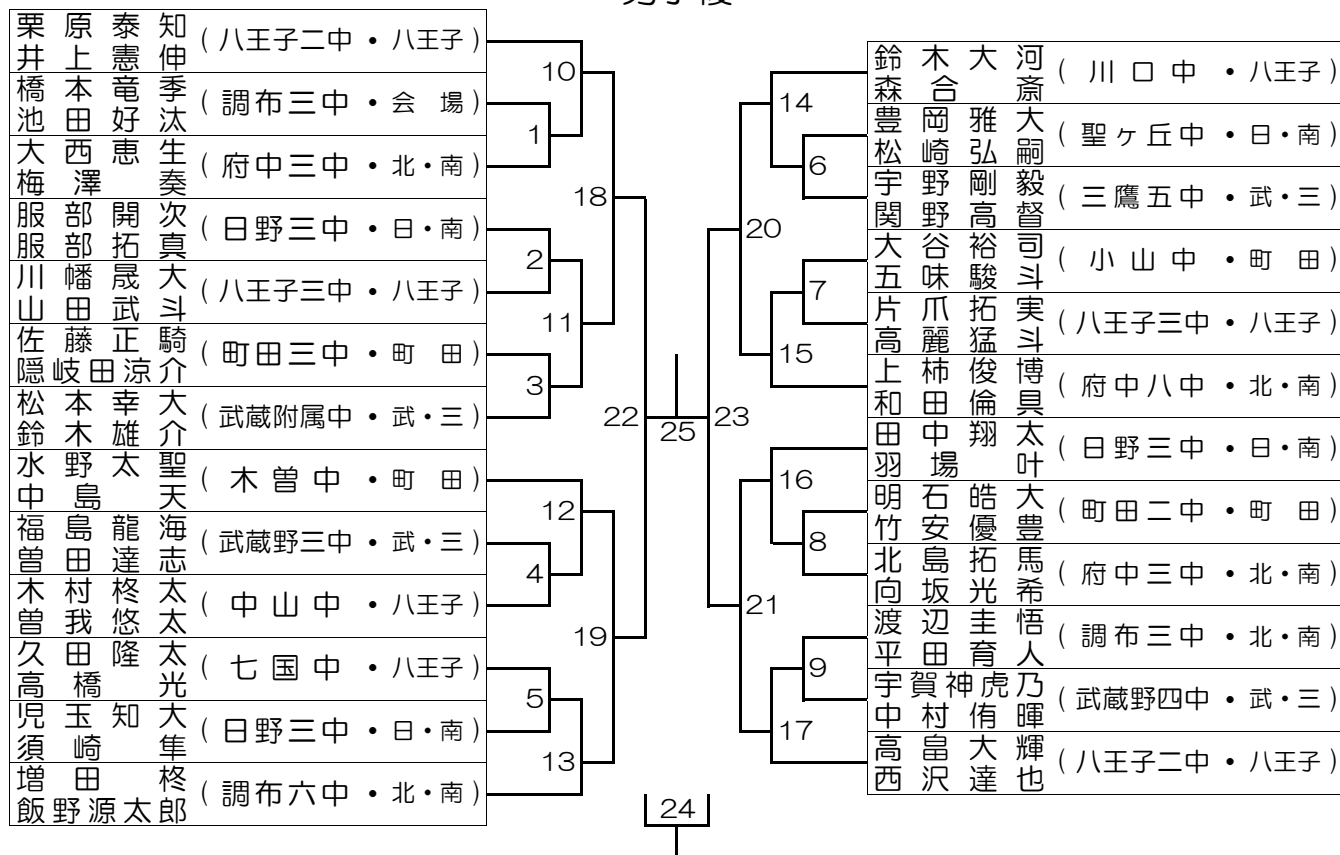 栗原泰知
井上憲伸
(八王子二中・八王子)
橋本竜季
池田好汰
(調布三中・会場)
大西恵生
梅澤奏
(府中三中・北・南)
服部開次
服部拓真
(日野三中・日・南)
川幡晟大
山田武斗
(八王子三中・八王子)
佐藤正騎
隠岐田涼介
(町田三中・町田)
松本幸大
鈴木雄介
(武蔵附属中・武・三)
水野太聖
中島天
(木曽中・町田)
福島龍海
曽田達志
(武蔵野三中・武・三)
木村柊太
曽我悠太
(中山中・八王子)
久田隆太
高橋光
(七国中・八王子)
児玉知大
須崎隼
(日野三中・日・南)
増田柊
飯野源太郎
(調布六中・北・南)
10
1
18
2
11
3
22
12
4
19
5
13
25
24
23
14
6
20
7
15
16
8
21
9
17
鈴木大河
森合斎
(川口中・八王子)
豊岡雅大
松崎弘嗣
(聖ヶ丘中・日・南)
宇野剛毅
関野高督
(三鷹五中・武・三)
大谷裕司
五味駿斗
(小山中・町田)
片爪拓実
高麗猛斗
(八王子三中・八王子)
上柿俊博
和田倫具
(府中八中・北・南)
田中翔太
羽場叶
(日野三中・日・南)
明石皓大
竹安優豊
(町田二中・町田)
北島拓馬
向坂光希
(府中三中・北・南)
渡辺圭悟
平田育人
(調布三中・北・南)
宇賀神虎乃
中村侑暉
(武蔵野四中・武・三)
高畠大輝
西沢達也
(八王子二中・八王子)